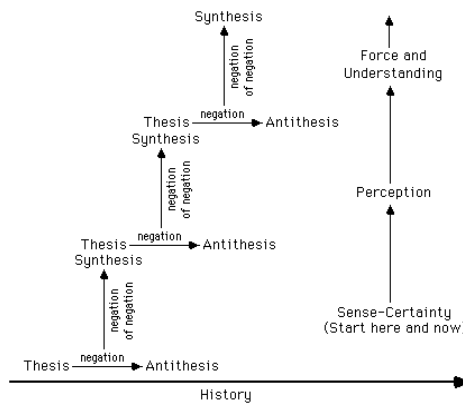 Synthesis
negation
of negation
Force and
Understanding
Thesis
negation
Antithesis
Synthesis
negation
of negation
Perception
Thesis
negation
Antithesis
Synthesis
negation
of negation
Sense-Certainty
(Start here and now)
Thesis
negation
Antithesis
History